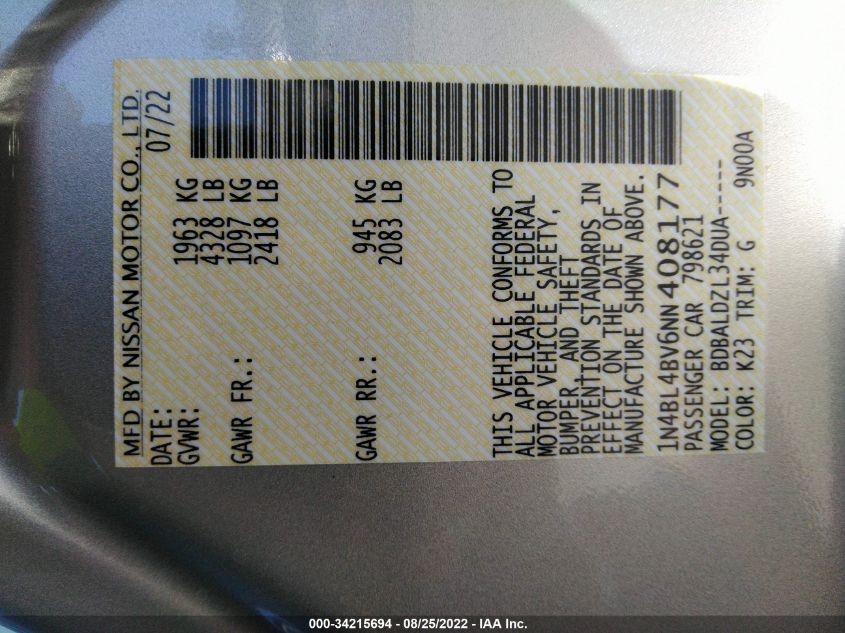 MFD BY NISSAN MOTOR CO., LTD.
DATE: 07/22
GVWR: 1963 KG
4328 LB
GAWR FR.: 1097 KG
2418 LB
GAWR RR.: 945 KG
2083 LB
THIS VEHICLE CONFORMS TO
ALL APPLICABLE FEDERAL
MOTOR VEHICLE SAFETY,
BUMPER, AND THEFT
PREVENTION STANDARDS IN
EFFECT ON THE DATE OF
MANUFACTURE SHOWN ABOVE.
1N4BL4BV6NN408177
PASSENGER CAR 798621
MODEL: BDBALDZL34DUA-----
COLOR: K23 TRIM: G 9N00A
000-34215694 - 08/25/2022 - IAA Inc.